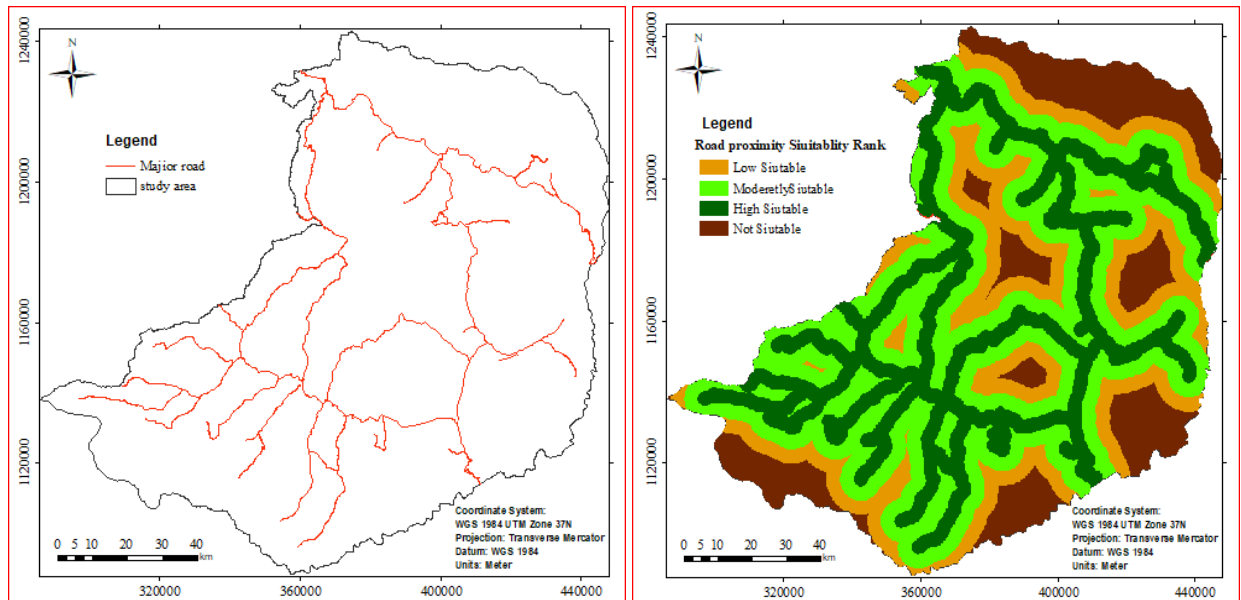 N
Legend
Majior road
study area
Coordinate System:
WGS 1984 UTM Zone 37N
Projection: Transverse Mercator
Datum: WGS 1984
Units: Meter
0 5 10 20 30 40
km
1240000
1200000
1160000
1120000
320000 360000 400000 440000
N
Legend
Road proximity Siuitablity Rank
Low Siutable
ModeretlySiutable
High Siutable
Not Siutable
Coordinate System:
WGS 1984 UTM Zone 37N
Projection: Transverse Mercator
Datum: WGS 1984
Units: Meter
0 5 10 20 30 40
km
1240000
1200000
1160000
1120000
320000 360000 400000 440000